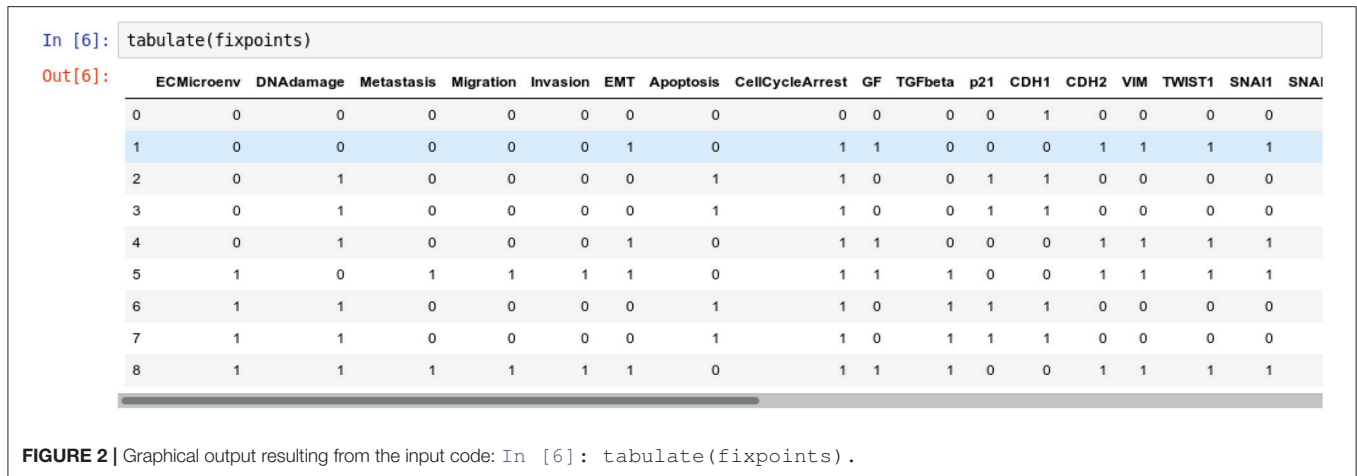 In [6]: tabulate(fixpoints)
Out[6]:
ECMicroenv DNAdamage Metastasis Migration Invasion EMT Apoptosis CellCycleArrest GF TGFbeta p21 CDH1 CDH2 VIM TWIST1 SNAI1 SNAI
0 0 0 0 0 0 0 0 0 0 0 0 1 0 0 0 0
1 0 0 0 0 0 1 0 1 1 0 0 0 1 1 1 1
2 0 1 0 0 0 0 1 1 0 0 1 1 0 0 0 0
3 0 1 0 0 0 0 1 1 0 0 1 1 0 0 0 0
4 0 1 0 0 0 1 0 1 1 0 0 0 1 1 1 1
5 1 0 1 1 1 1 0 1 1 1 0 0 1 1 1 1
6 1 1 0 0 0 0 1 1 0 1 1 1 0 0 0 0
7 1 1 0 0 0 0 1 1 0 1 1 1 0 0 0 0
8 1 1 1 1 1 1 0 1 1 1 0 0 1 1 1 1
FIGURE 2 | Graphical output resulting from the input code: In [6]: tabulate(fixpoints).